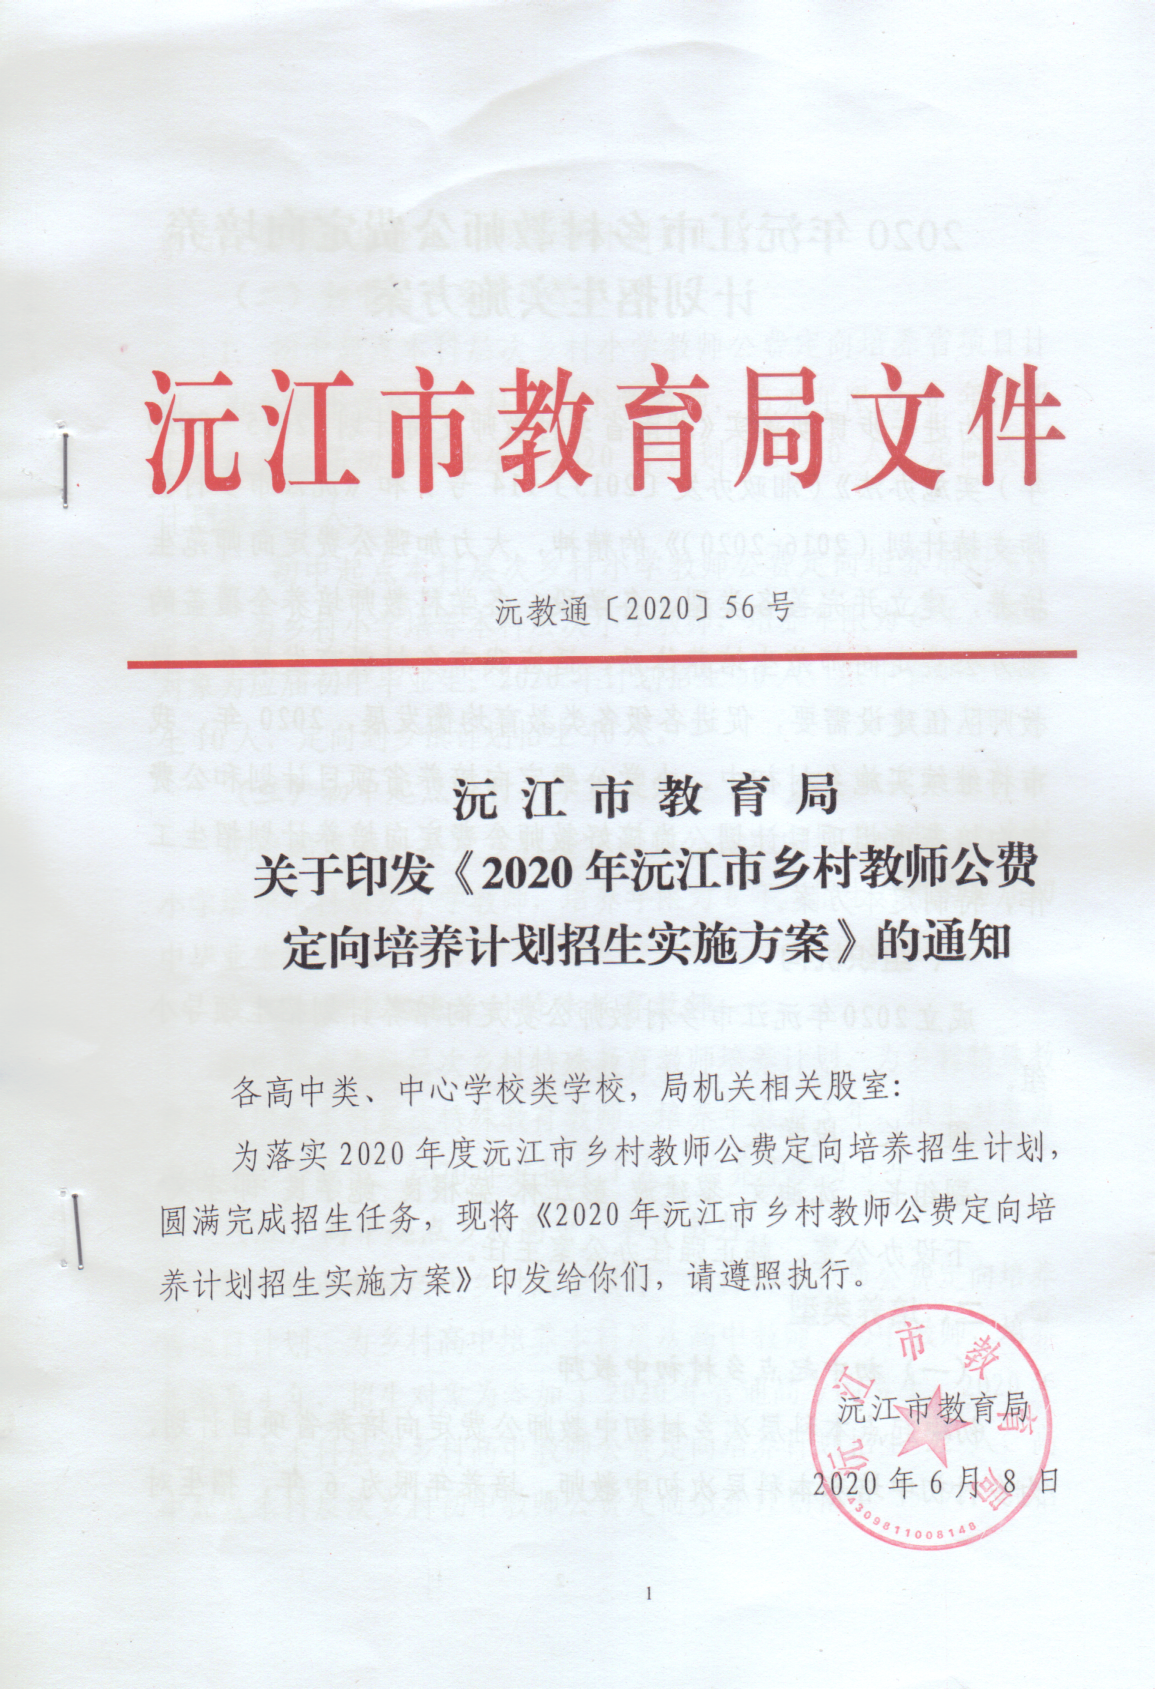 沅江市教育局文件
沅教通〔2020〕56号
沅江市教育局
关于印发《2020年沅江市乡村教师公费
定向培养计划招生实施方案》的通知
各高中类、中心学校类学校，局机关相关股室：
为落实2020年度沅江市乡村教师公费定向培养招生计划，
圆满完成招生任务，现将《2020年沅江市乡村教师公费定向培
养计划招生实施方案》印发给你们，请遵照执行。
沅江市教育局
沅江市教育局
2020年6月8日
4309811008148
1